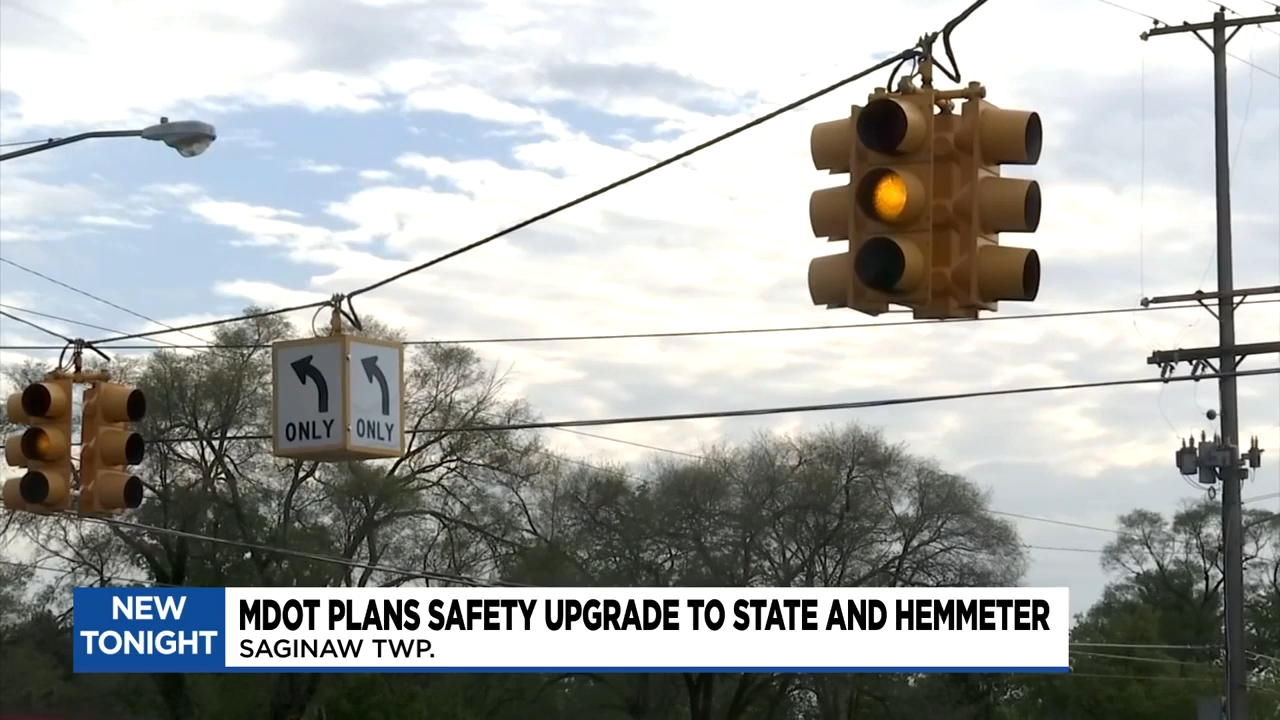 ONLY
ONLY
NEW
TONIGHT
MDOT PLANS SAFETY UPGRADE TO STATE AND HEMMETER
SAGINAW TWP.